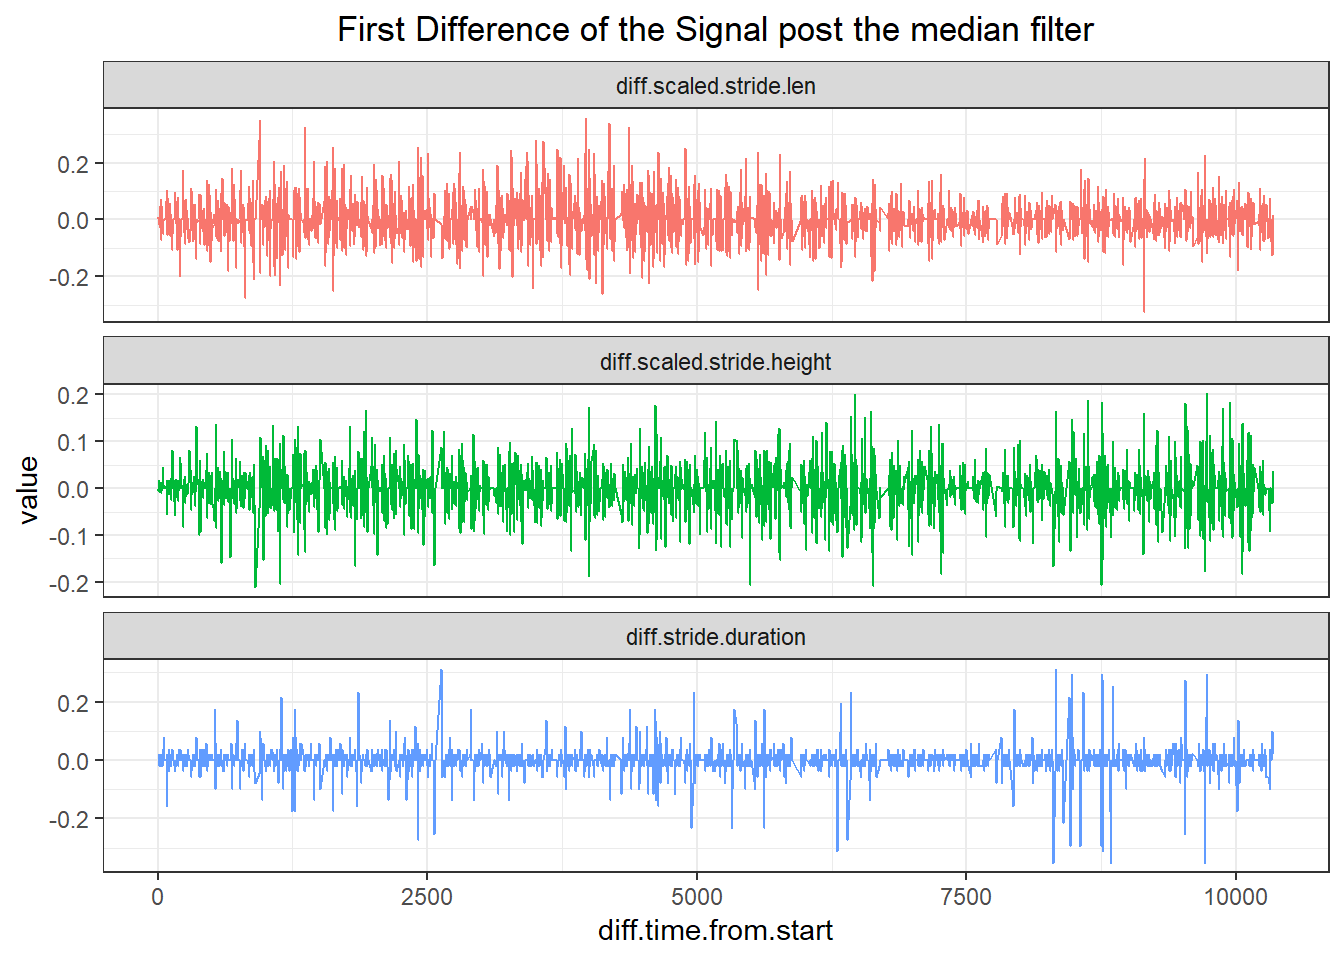 First Difference of the Signal post the median filter
diff.scaled.stride.len
0.2
0.0
-0.2
diff.scaled.stride.height
0.2
0.1
0.0
-0.1
-0.2
value
diff.stride.duration
0.2
0.0
-0.2
0 2500 5000 7500 10000
diff.time.from.start